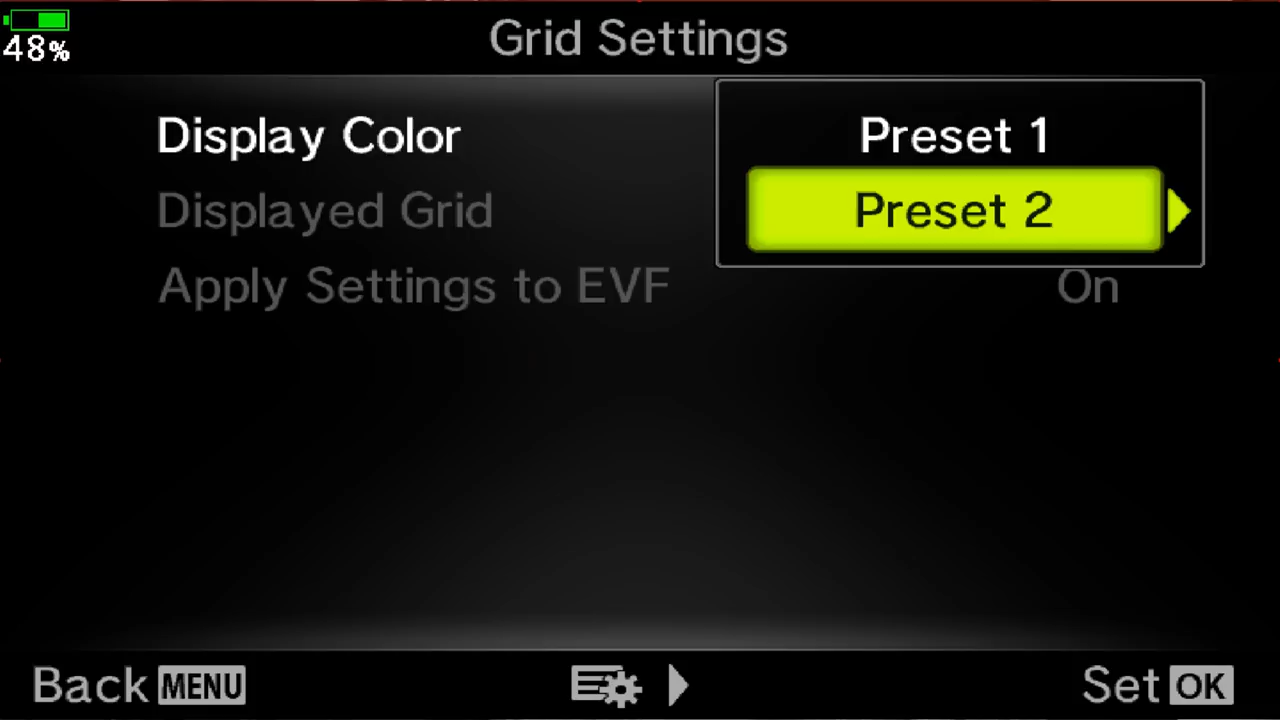 48%
Grid Settings
Display Color
Preset 1
Displayed Grid
Preset 2
Apply Settings to EVF
On
Back MENU
Set OK